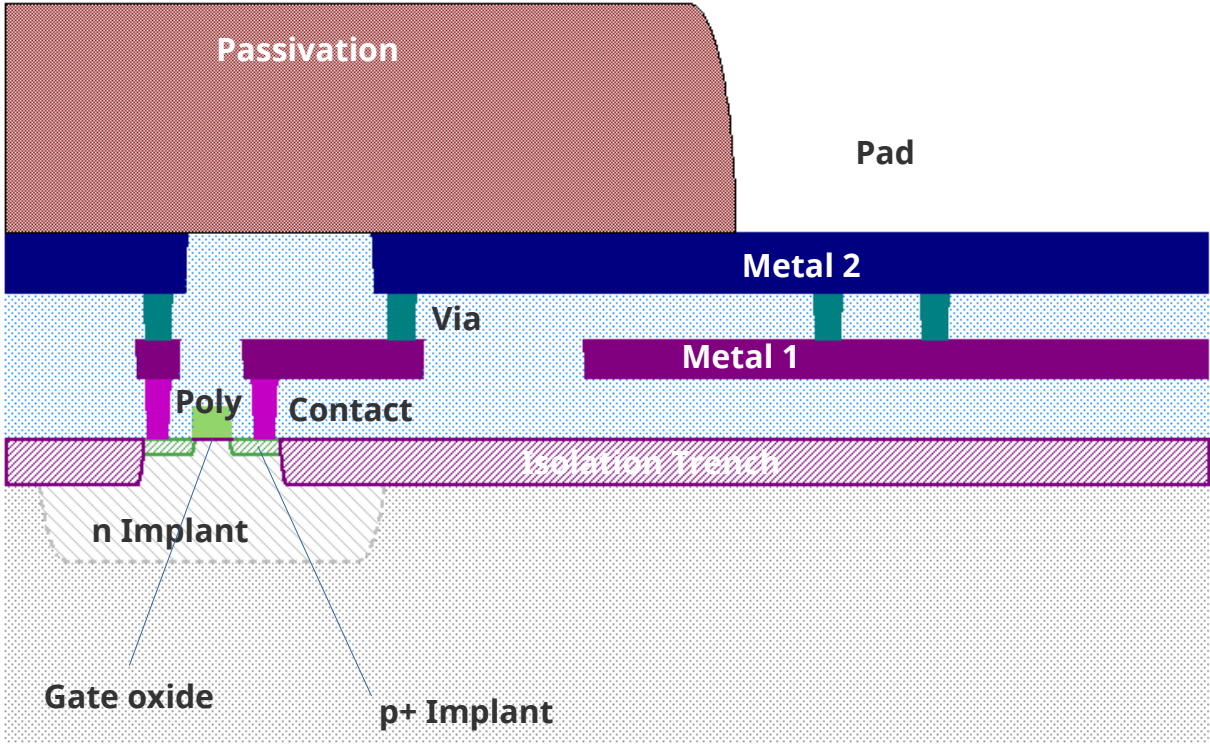 Passivation
Pad
Metal 2
Via
Metal 1
Poly
Contact
Isolation Trench
n Implant
Gate oxide
p+ Implant